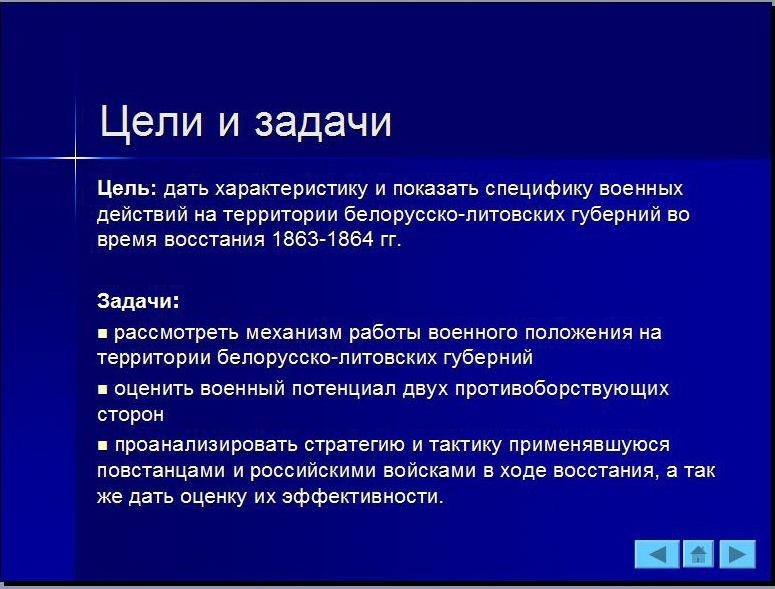 Цели и задачи
Цель: дать характеристику и показать специфику военных
действий на территории белорусско-литовских губерний во
время восстания 1863-1864 гг.
Задачи:
■ рассмотреть механизм работы военного положения на
территории белорусско-литовских губерний
■ оценить военный потенциал двух противоборствующих
сторон
■ проанализировать стратегию и тактику применявшуюся
повстанцами и российскими войсками в ходе восстания, а так
же дать оценку их эффективности.